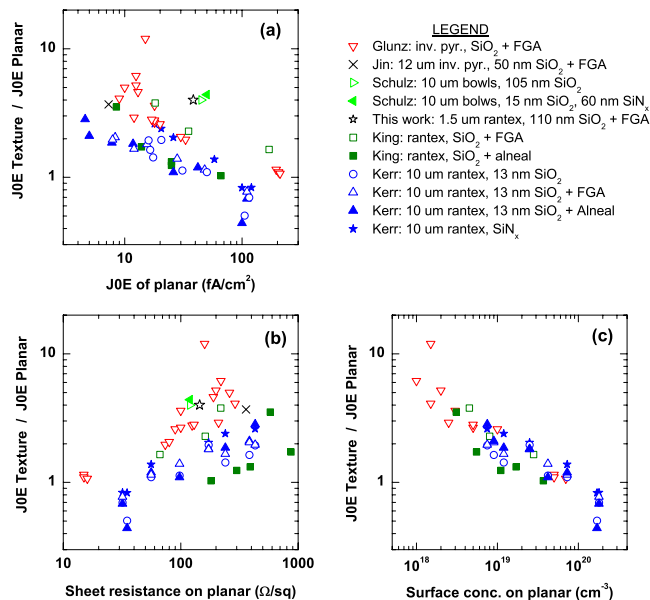 (a)
J0E Texture / J0E Planar
10
1
10
100
J0E of planar (fA/cm²)
LEGEND
Glunz: inv. pyr., SiO₂ + FGA
Jin: 12 um inv. pyr., 50 nm SiO₂ + FGA
Schulz: 10 um bowls, 105 nm SiO₂
Schulz: 10 um bolws, 15 nm SiO₂, 60 nm SiNₓ
This work: 1.5 um rantex, 110 nm SiO₂ + FGA
King: rantex, SiO₂ + FGA
King: rantex, SiO₂ + alneal
Kerr: 10 um rantex, 13 nm SiO₂
Kerr: 10 um rantex, 13 nm SiO₂ + FGA
Kerr: 10 um rantex, 13 nm SiO₂ + Alneal
Kerr: 10 um rantex, SiNₓ
(b)
J0E Texture / J0E Planar
10
1
10
100
1000
Sheet resistance on planar (Ω/sq)
(c)
J0E Texture / J0E Planar
10
1
10¹⁸
10¹⁹
10²⁰
Surface conc. on planar (cm⁻³)